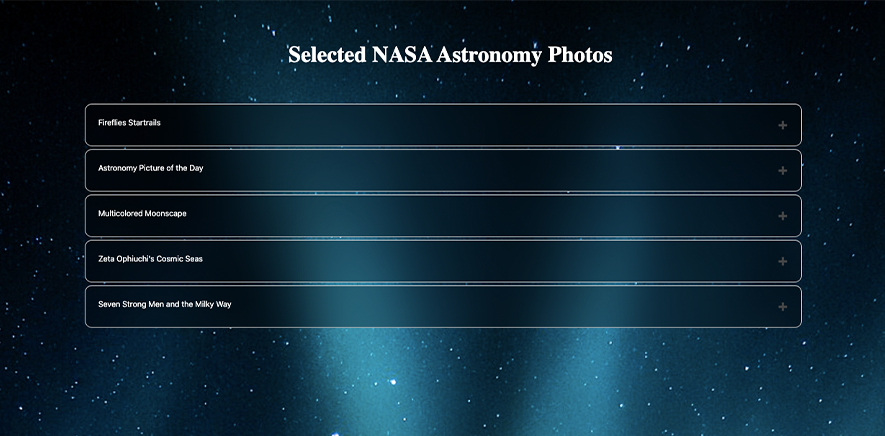 Selected NASA Astronomy Photos
Fireflies Startrails
Astronomy Picture of the Day
Multicolored Moonscape
Zeta Ophiuchi's Cosmic Seas
Seven Strong Men and the Milky Way